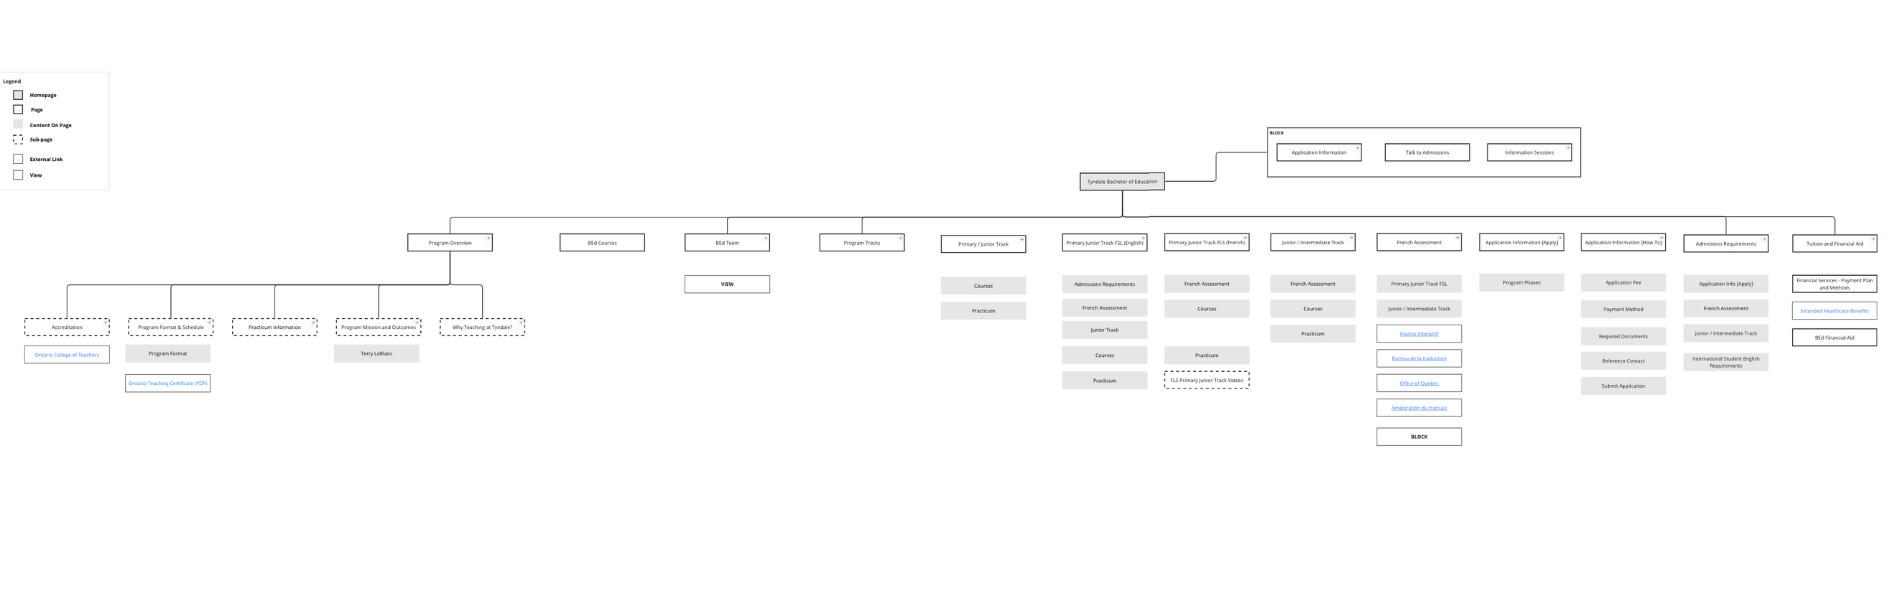 Legend
Homepage
Page
Content On Page
Sub-page
External Link
View
BLOCK
Application Information
Talk to Admissions
Information Sessions
Tyndale Bachelor of Education
Program Overview
BEd Courses
BEd Team
Program Tracks
Primary / Junior Track
Primary Junior Track FSL (English)
Primary Junior Track FLS (French)
Junior / Intermediate Track
French Assessment
Application Information [Apply]
Application Information [How To]
Admissions Requirements
Tuition and Financial Aid
VIEW
Courses
Practicum
Admissions Requirements
French Assessment
Junior Track
Courses
Practicum
French Assessment
Courses
Practicum
FLS Primary Junior Track Videos
French Assessment
Courses
Practicum
Primary Junior Track FSL
Junior / Intermediate Track
Francis Interactif
Bureau de la traduction
Office of Quebec
Amelioration du francais
BLOCK
Program Phases
Application Fee
Payment Method
Required Documents
Reference Contact
Submit Application
Application Info [Apply]
French Assessment
Junior / Intermediate Track
International Student English
Requirements
Financial Services - Payment Plan
and Methods
Extended Healthcare Benefits
BEd Financial Aid
Accreditation
Program Format & Schedule
Practicum Information
Program Mission and Outcomes
Why Teaching at Tyndale?
Ontario College of Teachers
Program Format
Terry LeBlanc
Ontario Teaching Certificate (PDF)